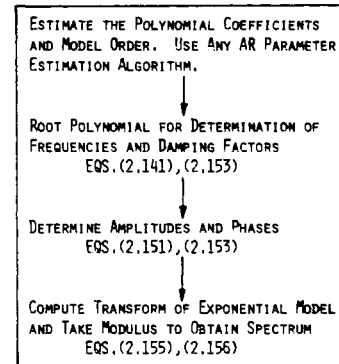 ESTIMATE THE POLYNOMIAL COEFFICIENTS
AND MODEL ORDER. USE ANY AR PARAMETER
ESTIMATION ALGORITHM.
ROOT POLYNOMIAL FOR DETERMINATION OF
FREQUENCIES AND DAMPING FACTORS
EQS.(2.141),(2.153)
DETERMINE AMPLITUDES AND PHASES
EQS.(2.151),(2.153)
COMPUTE TRANSFORM OF EXPONENTIAL MODEL
AND TAKE MODULUS TO OBTAIN SPECTRUM
EQS.(2.155),(2.156)